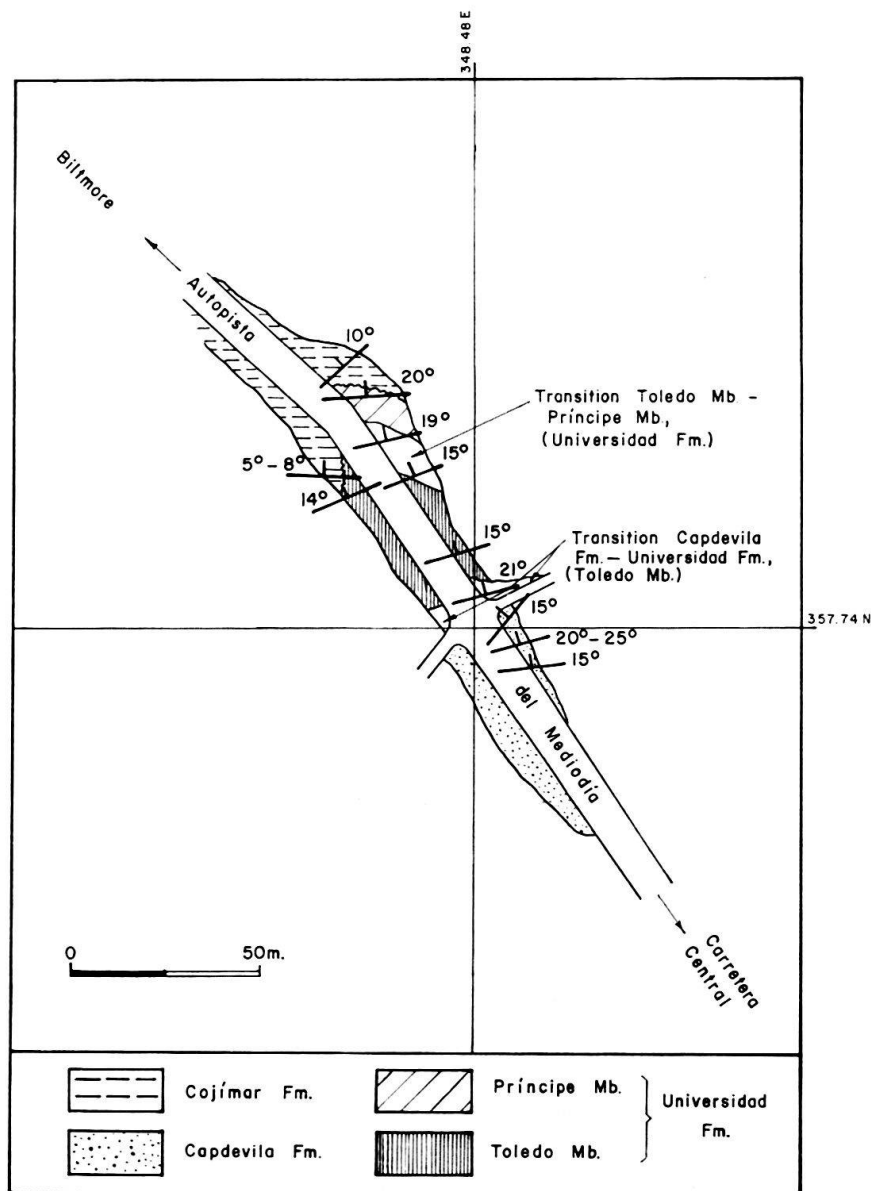 348.48E
Biltmore
Autopista
10°
20°
Transition Toledo Mb –
Príncipe Mb.,
(Universidad Fm.)
19°
15°
5° – 8°
14°
15°
Transition Capdevila
Fm. – Universidad Fm.,
(Toledo Mb.)
21°
15°
357.74 N
20° – 25°
15°
del Mediodía
0 50m.
Carretera
Central
Cojímar Fm.
Príncipe Mb.
Universidad
Fm.
Capdevila Fm.
Toledo Mb.